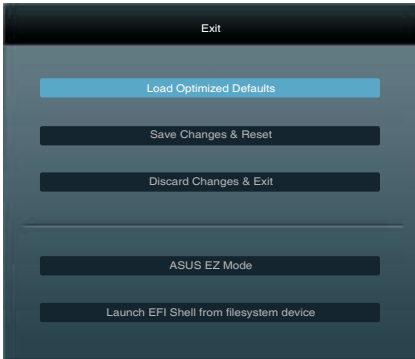 Exit
Load Optimized Defaults
Save Changes & Reset
Discard Changes & Exit
ASUS EZ Mode
Launch EFI Shell from filesystem device